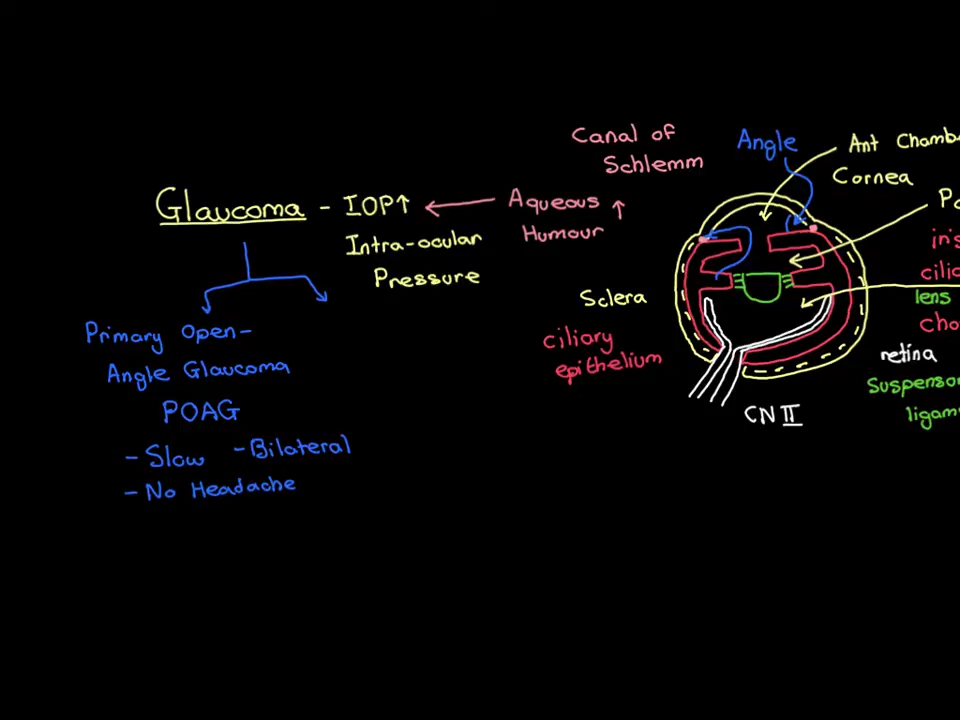 Glaucoma - IOP↑
Intra-ocular
Pressure
Aqueous ↑
Humour
Canal of
Schlemm
Angle
Cornea
Sclera
ciliary
epithelium
lens
retina
CN II
Primary Open-
Angle Glaucoma
POAG
- Slow - Bilateral
- No Headache
Ant
iris